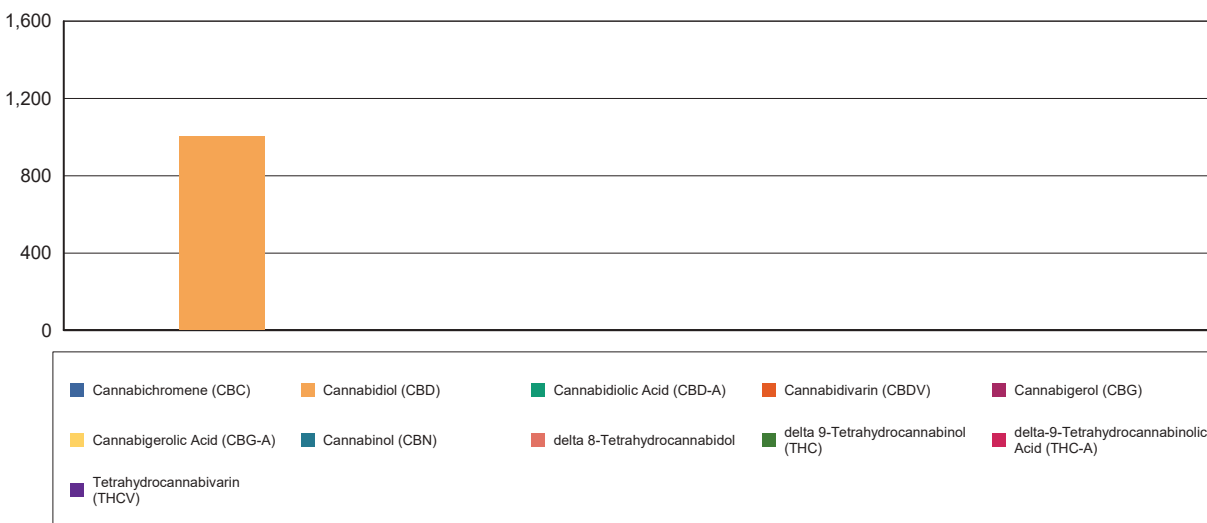 1,600
1,200
800
400
0
Cannabichromene (CBC)
Cannabidiol (CBD)
Cannabidiolic Acid (CBD-A)
Cannabidivarin (CBDV)
Cannabigerol (CBG)
Cannabigerolic Acid (CBG-A)
Cannabinol (CBN)
delta 8-Tetrahydrocannabidol
delta 9-Tetrahydrocannabinol
(THC)
delta-9-Tetrahydrocannabinolic
Acid (THC-A)
Tetrahydrocannabivarin
(THCV)